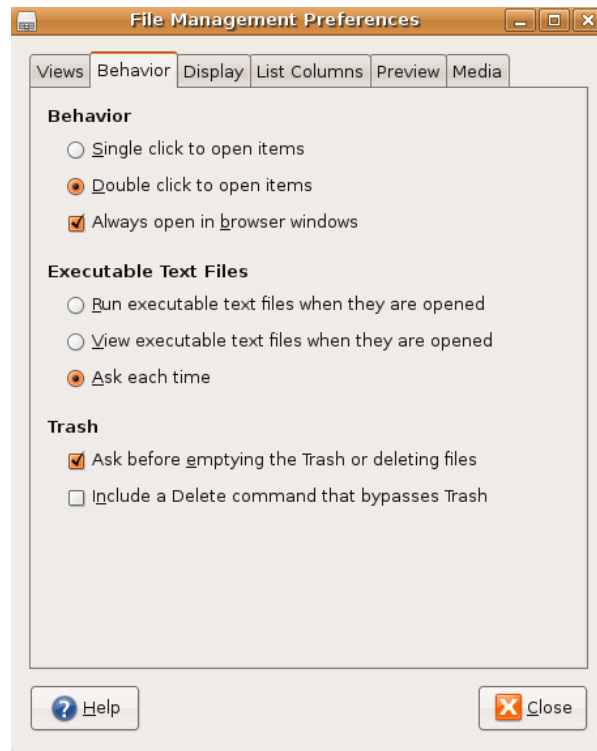 File Management Preferences
Views Behavior Display List Columns Preview Media
Behavior
Single click to open items
Double click to open items
Always open in browser windows
Executable Text Files
Run executable text files when they are opened
View executable text files when they are opened
Ask each time
Trash
Ask before emptying the Trash or deleting files
Include a Delete command that bypasses Trash
Help Close